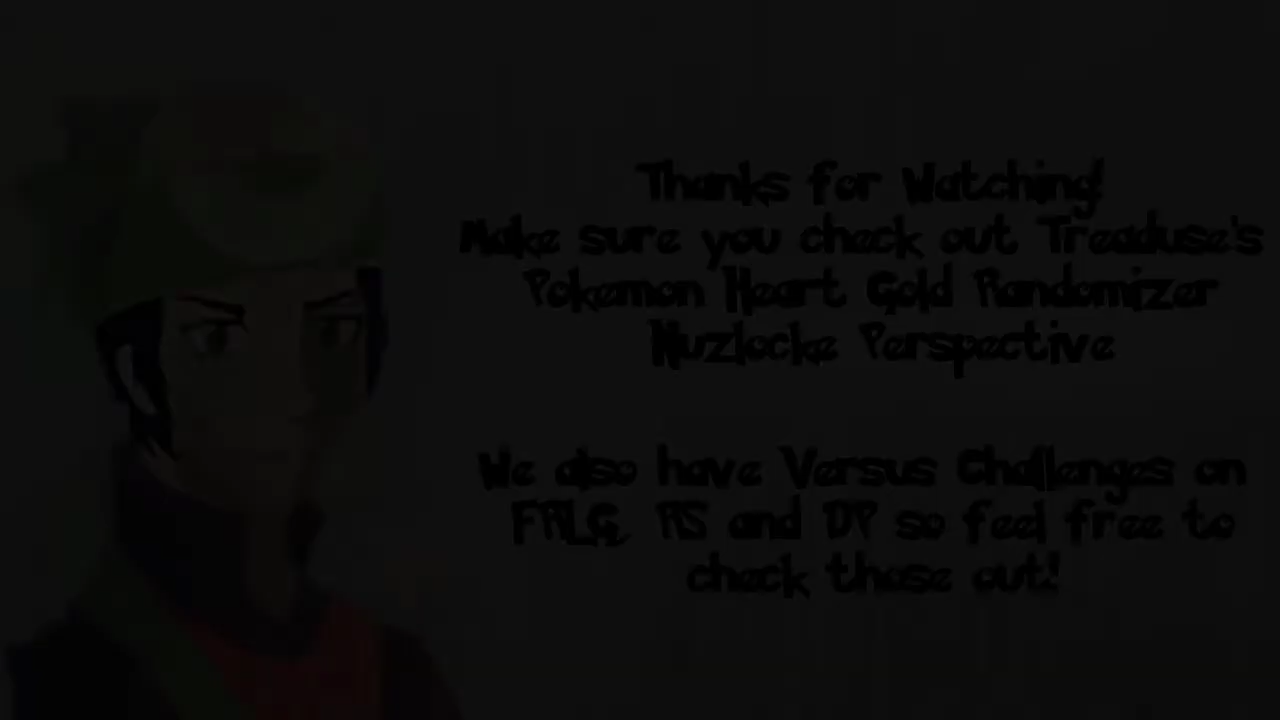 Thanks for Watching!
Make sure you check out Treaduse's
Pokemon Heart Gold Randomizer
Nuzlocke Perspective
We also have Versus Challenges on
FRLG, RS and DP so feel free to
check those out!